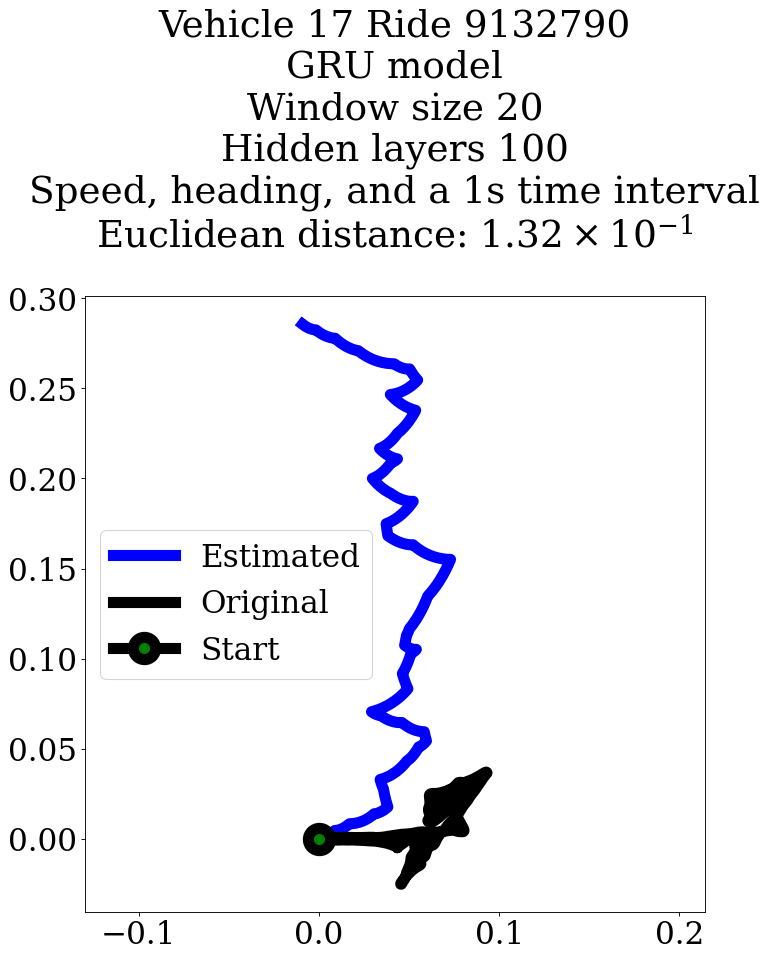 Vehicle 17 Ride 9132790
GRU model
Window size 20
Hidden layers 100
Speed, heading, and a 1s time interval
Euclidean distance: 1.32 × 10⁻¹
0.30
0.25
0.20
0.15
0.10
0.05
0.00
Estimated
Original
Start
−0.1
0.0
0.1
0.2